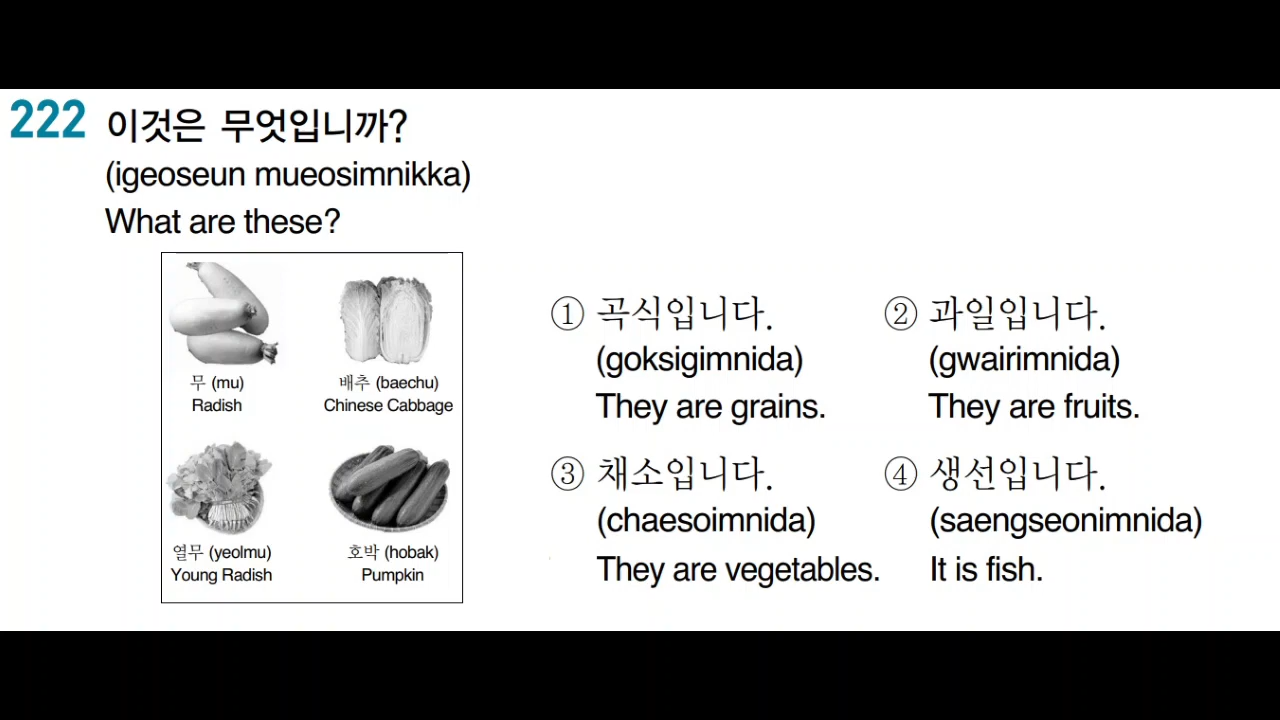 222 이것은 무엇입니까?
(igeoseun mueosimnikka)
What are these?
무 (mu)
Radish
배추 (baechu)
Chinese Cabbage
열무 (yeolmu)
Young Radish
호박 (hobak)
Pumpkin
① 곡식입니다.
(goksigimnida)
They are grains.
② 과일입니다.
(gwairimnida)
They are fruits.
③ 채소입니다.
(chaesoimnida)
They are vegetables.
④ 생선입니다.
(saengseonimnida)
It is fish.